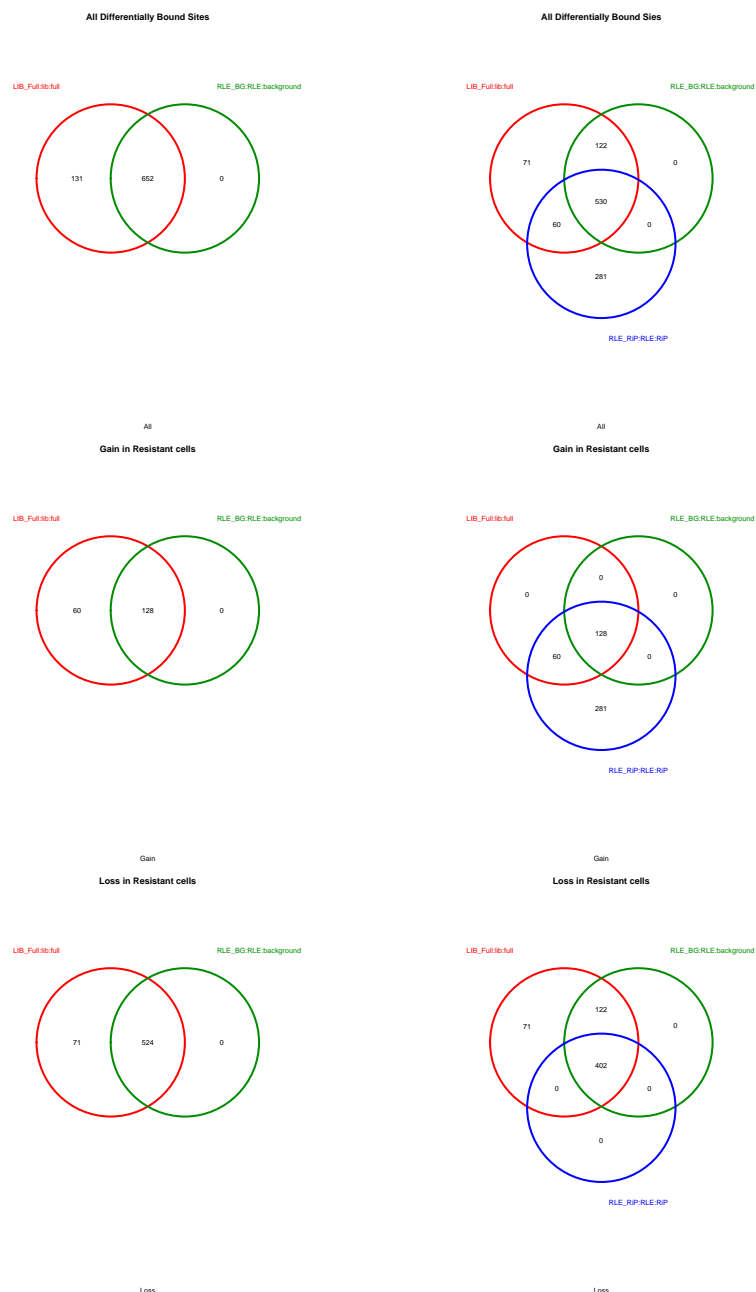 All Differentially Bound Sites
All Differentially Bound Sies
LIB_Full:lib:full
RLE_BG:RLE:background
LIB_Full:lib:full
RLE_BG:RLE:background
131
652
0
71
122
0
530
60
0
281
RLE_RiP:RLE:RiP
All
All
Gain in Resistant cells
Gain in Resistant cells
LIB_Full:lib:full
RLE_BG:RLE:background
LIB_Full:lib:full
RLE_BG:RLE:background
60
128
0
0
0
0
128
60
0
281
RLE_RiP:RLE:RiP
Gain
Gain
Loss in Resistant cells
Loss in Resistant cells
LIB_Full:lib:full
RLE_BG:RLE:background
LIB_Full:lib:full
RLE_BG:RLE:background
71
524
0
71
122
0
402
0
0
0
RLE_RiP:RLE:RiP
Loss
Loss